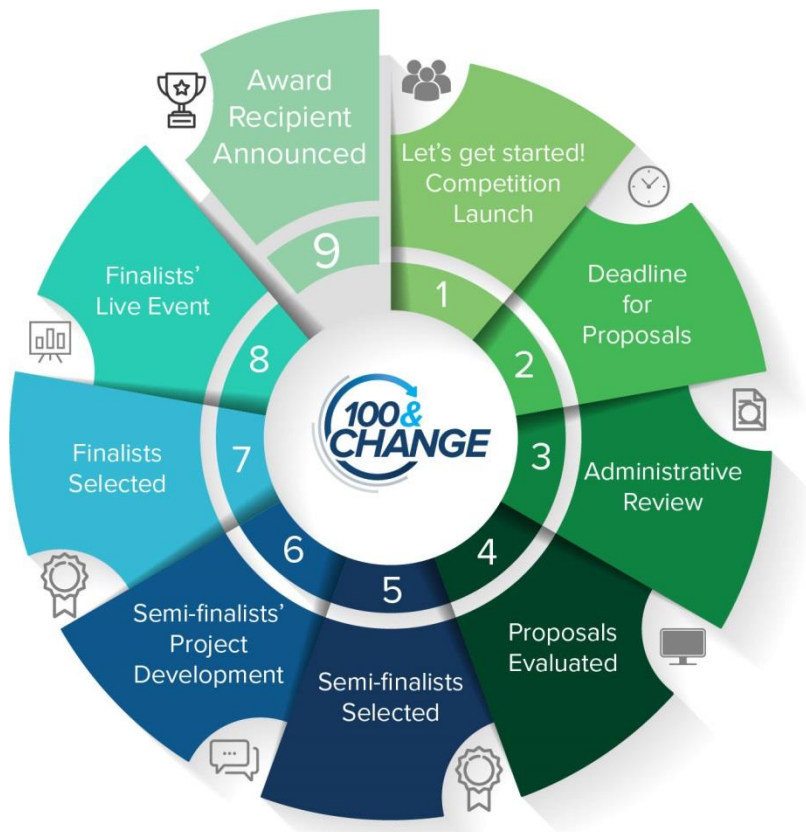 Let's get started!
Competition
Launch
1
Deadline
for
Proposals
2
Administrative
Review
3
Proposals
Evaluated
4
Semi-finalists
Selected
5
Semi-finalists'
Project
Development
6
Finalists
Selected
7
Finalists'
Live Event
8
Award
Recipient
Announced
9
100&
CHANGE